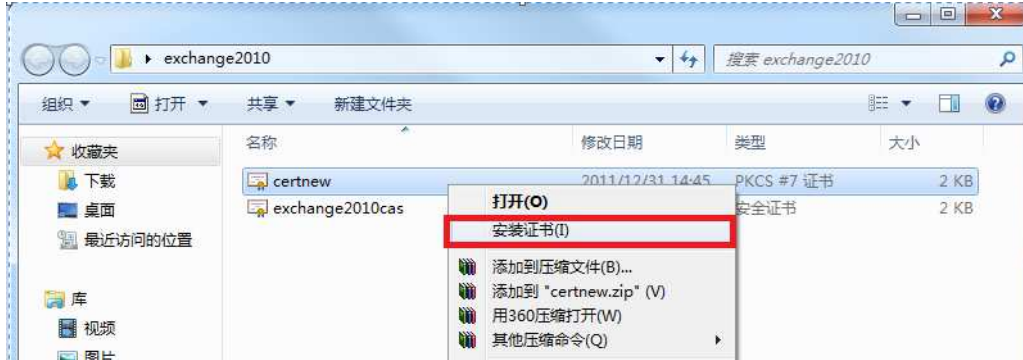 exchange2010
搜索 exchange2010
组织 打开 共享 新建文件夹
名称 修改日期 类型 大小
收藏夹
下载
桌面
最近访问的位置
库
视频
图片
certnew 2011/12/31 14:45 PKCS #7 证书 2 KB
exchange2010cas 安全证书 2 KB
打开(O)
安装证书(I)
添加到压缩文件(B)...
添加到 "certnew.zip" (V)
用360压缩打开(W)
其他压缩命令(Q)